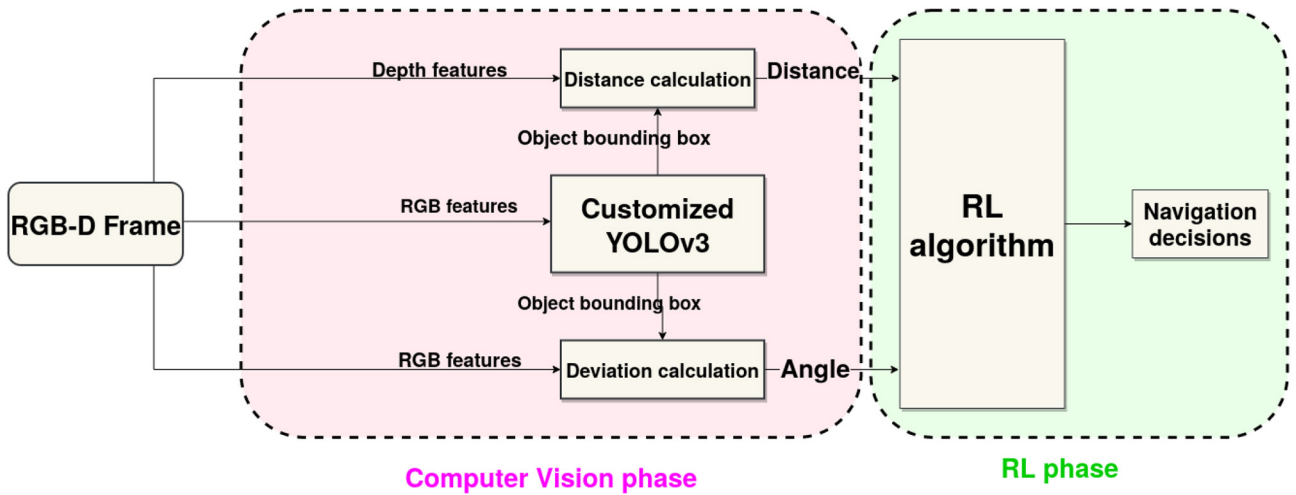 Depth features
Distance calculation
Distance
Object bounding box
RGB-D Frame
RGB features
Customized
YOLOv3
RL
algorithm
Navigation
decisions
Object bounding box
RGB features
Deviation calculation
Angle
Computer Vision phase
RL phase